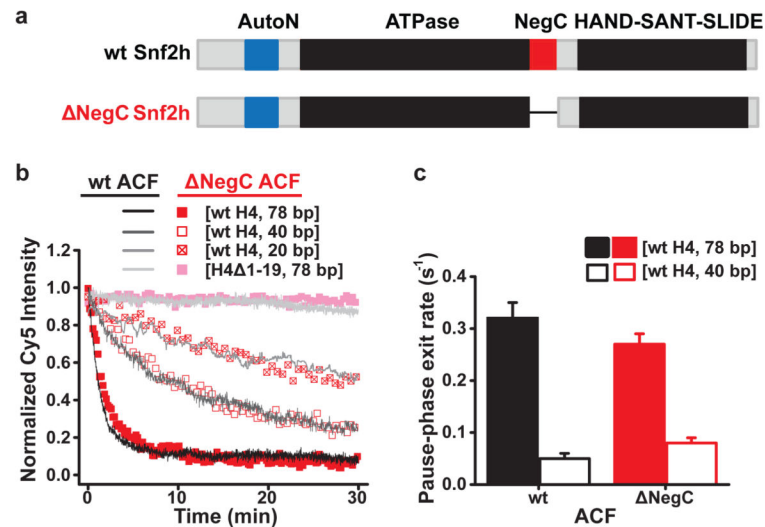 a
AutoN ATPase NegC HAND-SANT-SLIDE
wt Snf2h
ΔNegC Snf2h
b
wt ACF ΔNegC ACF
[wt H4, 78 bp]
[wt H4, 40 bp]
[wt H4, 20 bp]
[H4Δ1-19, 78 bp]
Normalized Cy5 Intensity
1.2
1.0
0.8
0.6
0.4
0.2
0.0
0 10 20 30
Time (min)
c
[wt H4, 78 bp]
[wt H4, 40 bp]
Pause-phase exit rate (s-1)
0.4
0.3
0.2
0.1
0.0
wt ΔNegC
ACF